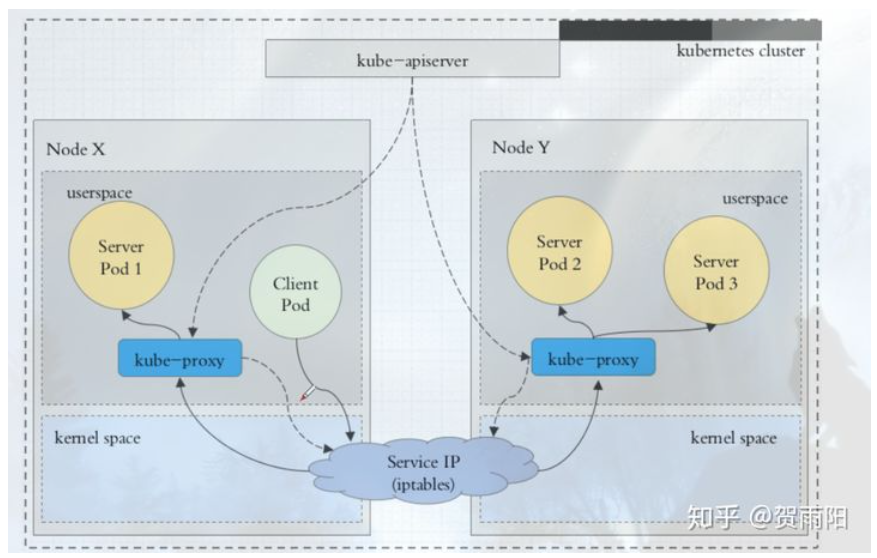 kubernetes cluster
kube-apiserver
Node X
userspace
Server
Pod 1
Client
Pod
kube-proxy
kernel space
Node Y
userspace
Server
Pod 2
Server
Pod 3
kube-proxy
kernel space
Service IP
(iptables)
知乎 @贺雨阳